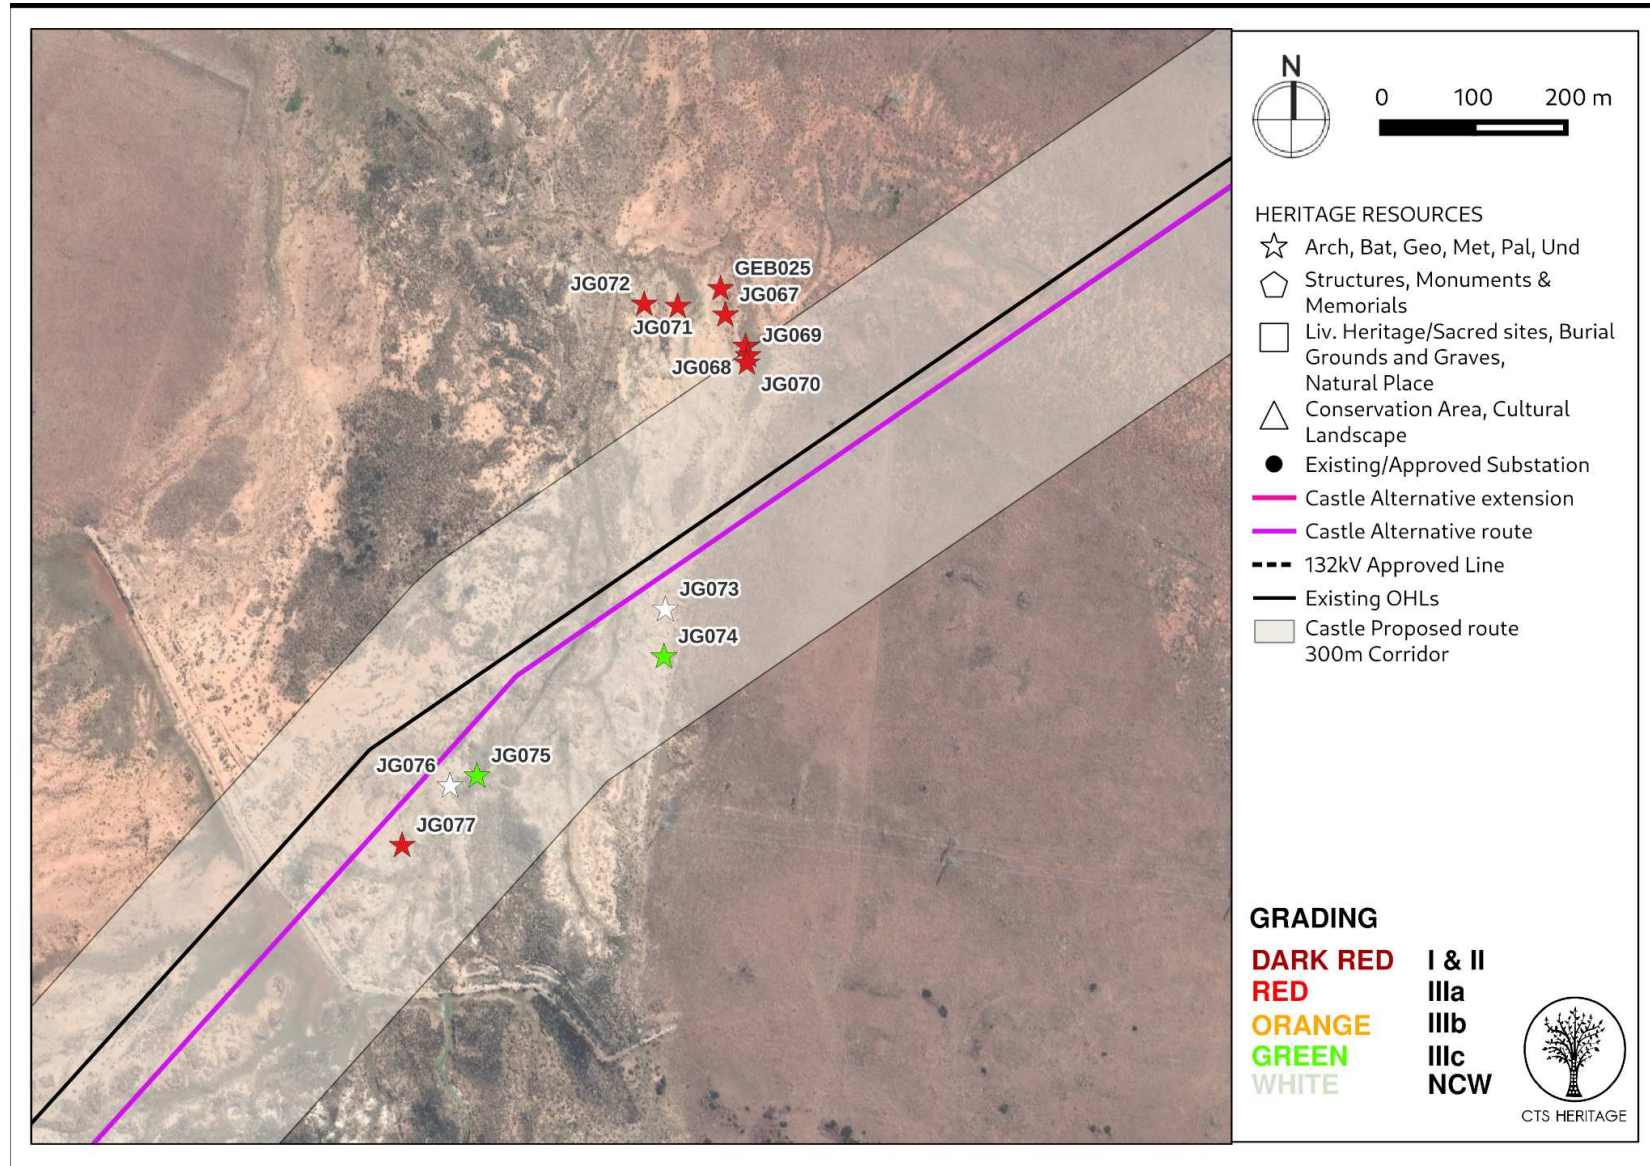 GEB025
JG072
JG067
JG071
JG069
JG068
JG070
JG073
JG074
JG075
JG076
JG077
N
0 100 200 m
HERITAGE RESOURCES
Arch, Bat, Geo, Met, Pal, Und
Structures, Monuments &
Memorials
Liv. Heritage/Sacred sites, Burial
Grounds and Graves,
Natural Place
Conservation Area, Cultural
Landscape
Existing/Approved Substation
Castle Alternative extension
Castle Alternative route
132kV Approved Line
Existing OHLs
Castle Proposed route
300m Corridor
GRADING
DARK RED I & II
RED IIIa
ORANGE IIIb
GREEN IIIc
WHITE NCW
CTS HERITAGE